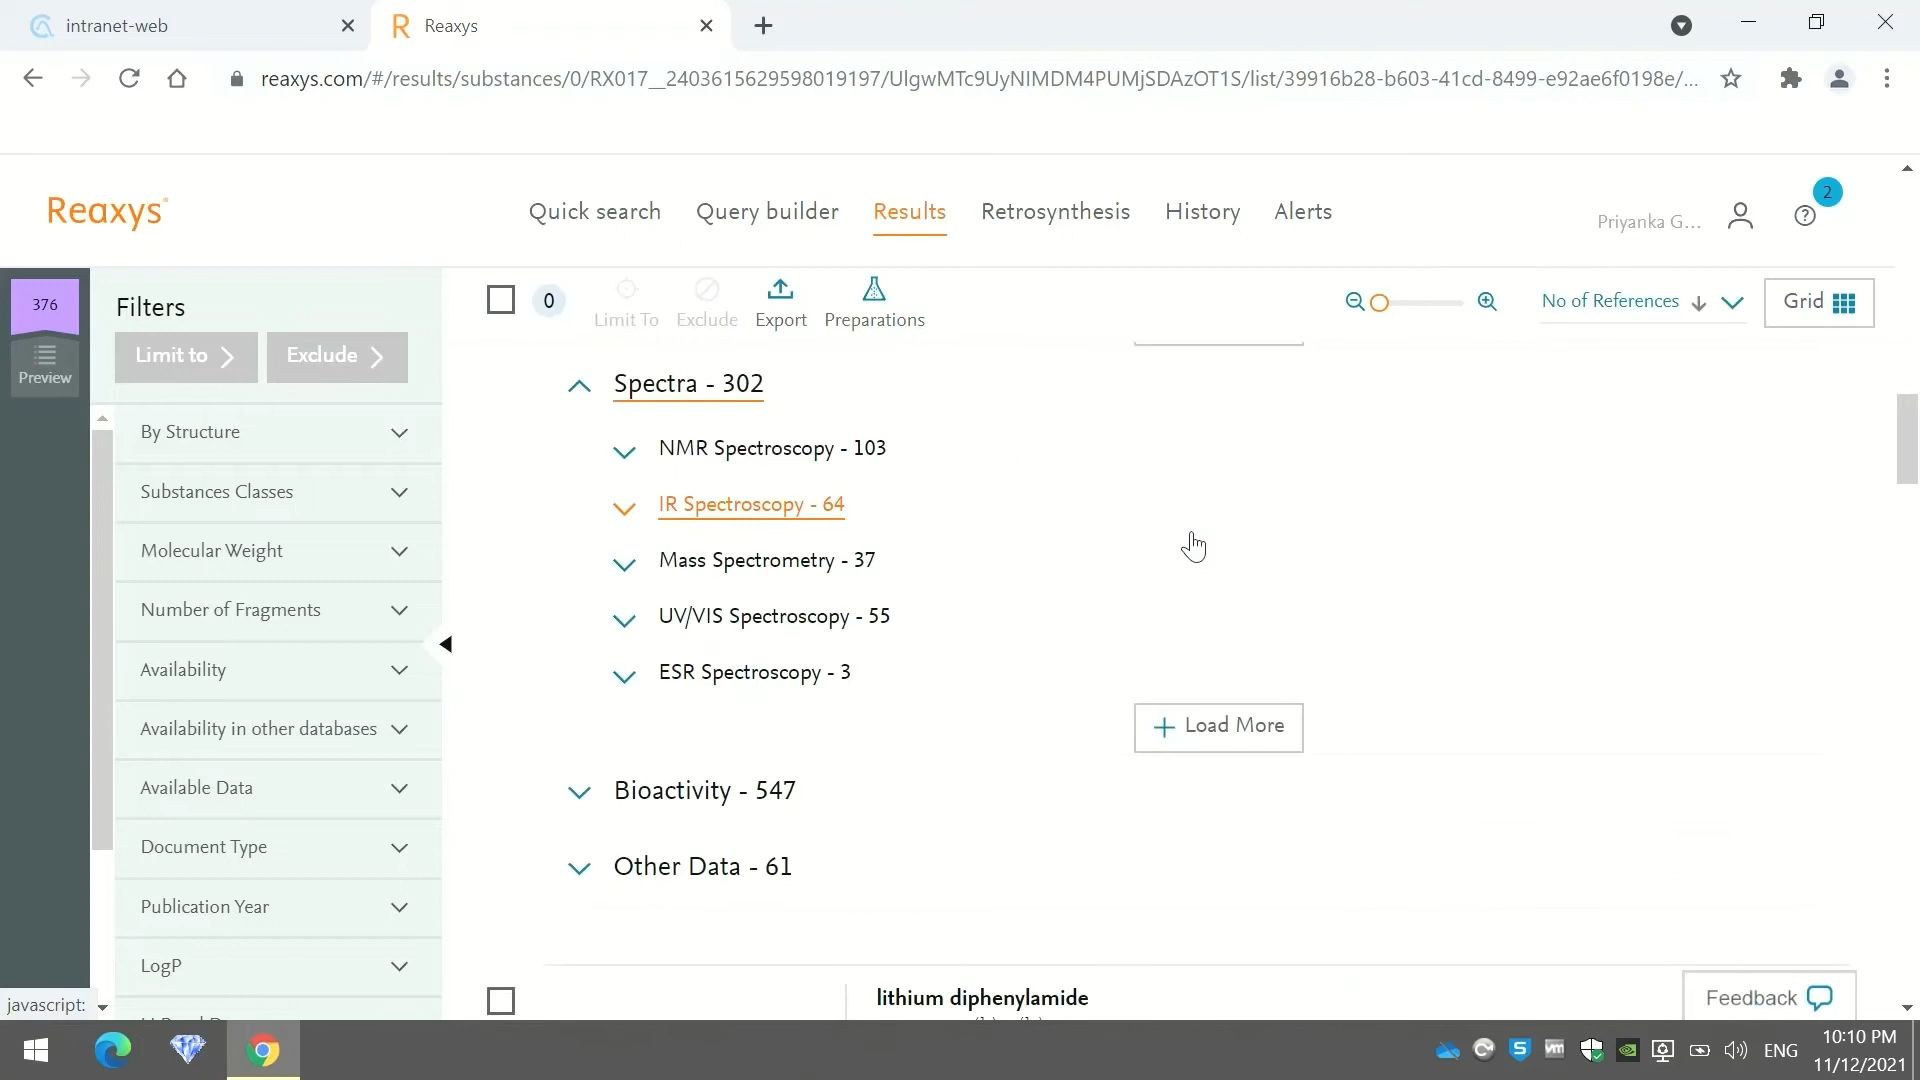 intranet-web
Reaxys
reaxys.com/#/results/substances/0/RX017__2403615629598019197/UlgwMTc9UyNIMDM4PUMjSDAzOT1S/list/39916b28-b603-41cd-8499-e92ae6f0198e/...
Reaxys
Quick search
Query builder
Results
Retrosynthesis
History
Alerts
Priyanka G...
2
376
Preview
Filters
Limit to
Exclude
By Structure
Substances Classes
Molecular Weight
Number of Fragments
Availability
Availability in other databases
Available Data
Document Type
Publication Year
LogP
0
Limit To
Exclude
Export
Preparations
No of References
Grid
Spectra - 302
NMR Spectroscopy - 103
IR Spectroscopy - 64
Mass Spectrometry - 37
UV/VIS Spectroscopy - 55
ESR Spectroscopy - 3
Load More
Bioactivity - 547
Other Data - 61
lithium diphenylamide
Feedback
javascript:
ENG
10:10 PM
11/12/2021